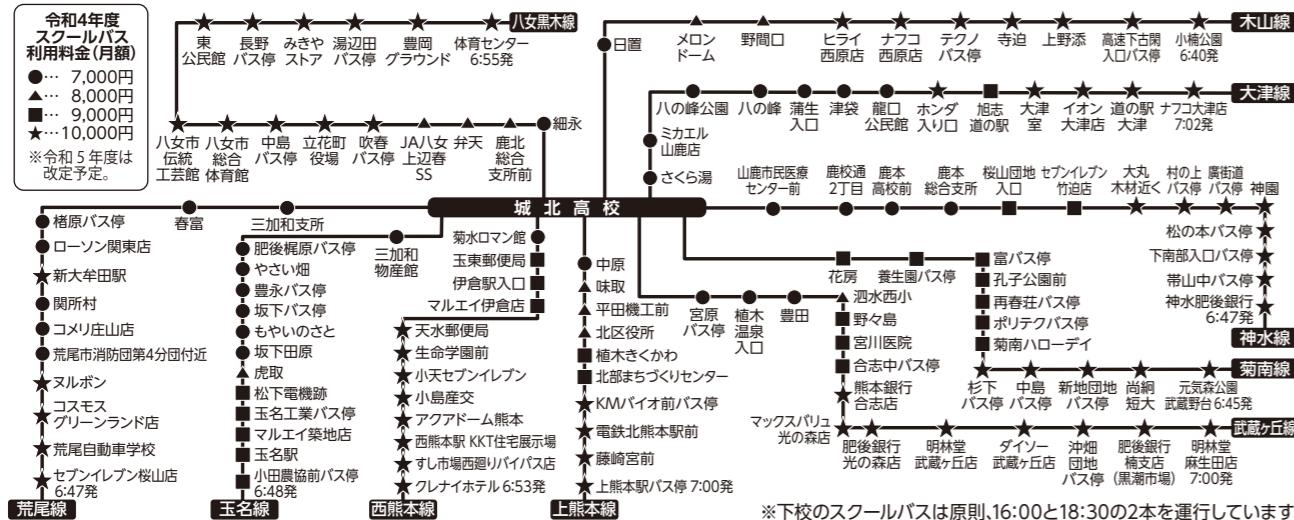 令和4年度
スクールバス
利用料金(月額)
●… 7,000円
▲… 8,000円
■… 9,000円
★…10,000円
※令和5年度は
改定予定。
八女黒木線
東
公民館
長野
バス停
みきや
ストア
湯辺田
バス停
豊岡
グラウンド
体育センター
6:55発
八女市
伝統
工芸館
八女市
総合
体育館
中島
バス停
立花町
役場
吹春
バス停
JA八女
上辺春
SS
弁天
鹿北
総合
支所前
細永
木山線
日置
メロン
ドーム
野間口
ヒライ
西原店
ナフコ
西原店
テクノ
バス停
寺迫
上野添
高速下古閑
入口バス停
小楠公園
6:40発
大津線
八の峰公園
八の峰
蒲生
入口
津袋
龍口
公民館
ホンダ
入り口
旭志
道の駅
大津
室
イオン
大津店
道の駅
大津
ナフコ大津店
7:02発
ミカエル
山鹿店
さくら湯
城北高校
山鹿市民医療
センター前
鹿校通
2丁目
鹿本
高校前
鹿本
総合支所
桜山団地
入口
セブンイレブン
竹迫店
大丸
木材近く
村の上
バス停
廣街道
バス停
神園
松の本バス停
下南部入口バス停
帯山中バス停
神水肥後銀行
6:47発
神水線
花房
養生園バス停
富バス停
孔子公園前
再春荘バス停
ポリテクバス停
菊南ハローデイ
杉下
バス停
中島
バス停
新地団地
バス停
尚絅
短大
元気森公園
武蔵野台6:45発
菊南線
宮原
バス停
植木
温泉
入口
豊田
泗水西小
野々島
宮川医院
合志中バス停
熊本銀行
合志店
マックスバリュ
光の森店
肥後銀行
光の森店
明林堂
武蔵ヶ丘店
ダイソー
武蔵ヶ丘店
沖畑
団地
バス停
肥後銀行
楠支店
(黒潮市場)
明林堂
麻生田店
7:00発
武蔵ヶ丘線
春富
三加和支所
楮原バス停
ローソン関東店
新大牟田駅
関所村
コメリ庄山店
荒尾市消防団第4分団付近
ヌルボン
コスモス
グリーンランド店
荒尾自動車学校
セブンイレブン桜山店
6:47発
荒尾線
三加和
物産館
肥後梶原バス停
やさい畑
豊永バス停
坂下バス停
もやいのさと
坂下田原
虎取
松下電機跡
玉名工業バス停
マルエイ築地店
玉名駅
小田農協前バス停
6:48発
玉名線
菊水ロマン館
玉東郵便局
伊倉駅入口
マルエイ伊倉店
天水郵便局
生命学園前
小天セブンイレブン
小島産交
アクアドーム熊本
西熊本駅 KKT住宅展示場
すし市場西廻りバイパス店
クレナイホテル 6:53発
西熊本線
中原
味取
平田機工前
北区役所
植木きくかわ
北部まちづくりセンター
KMバイオ前バス停
電鉄北熊本駅前
藤崎宮前
上熊本駅バス停 7:00発
上熊本線
※下校のスクールバスは原則、16:00と18:30の2本を運行しています